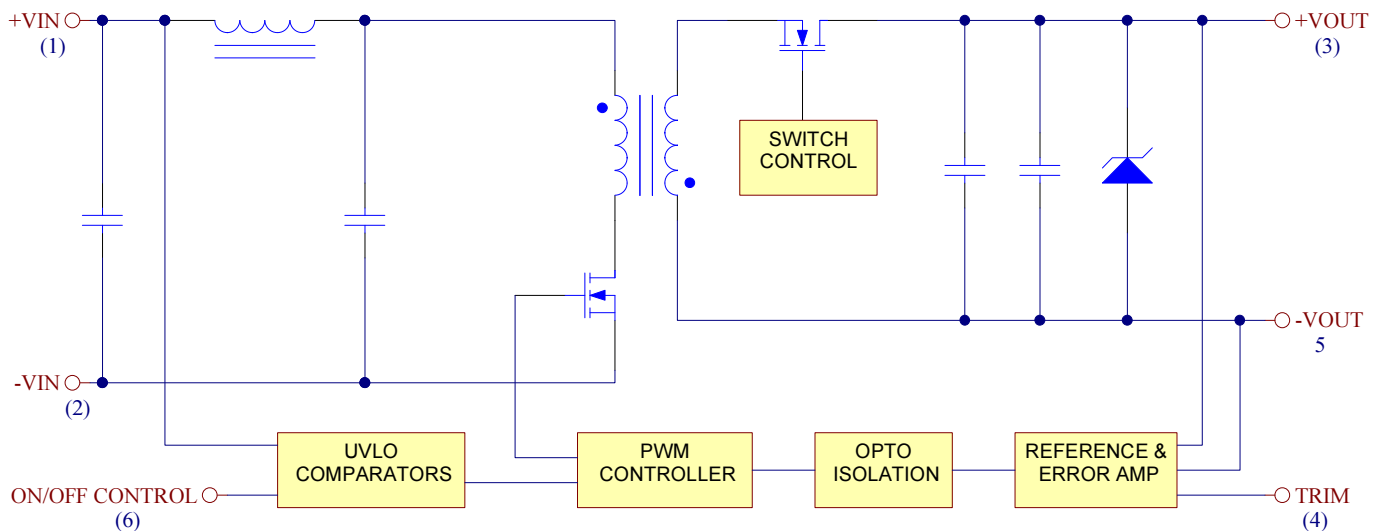 +VIN
(1)
+VOUT
(3)
SWITCH
CONTROL
-VOUT
5
-VIN
(2)
UVLO
COMPARATORS
PWM
CONTROLLER
OPTO
ISOLATION
REFERENCE &
ERROR AMP
ON/OFF CONTROL
(6)
TRIM
(4)